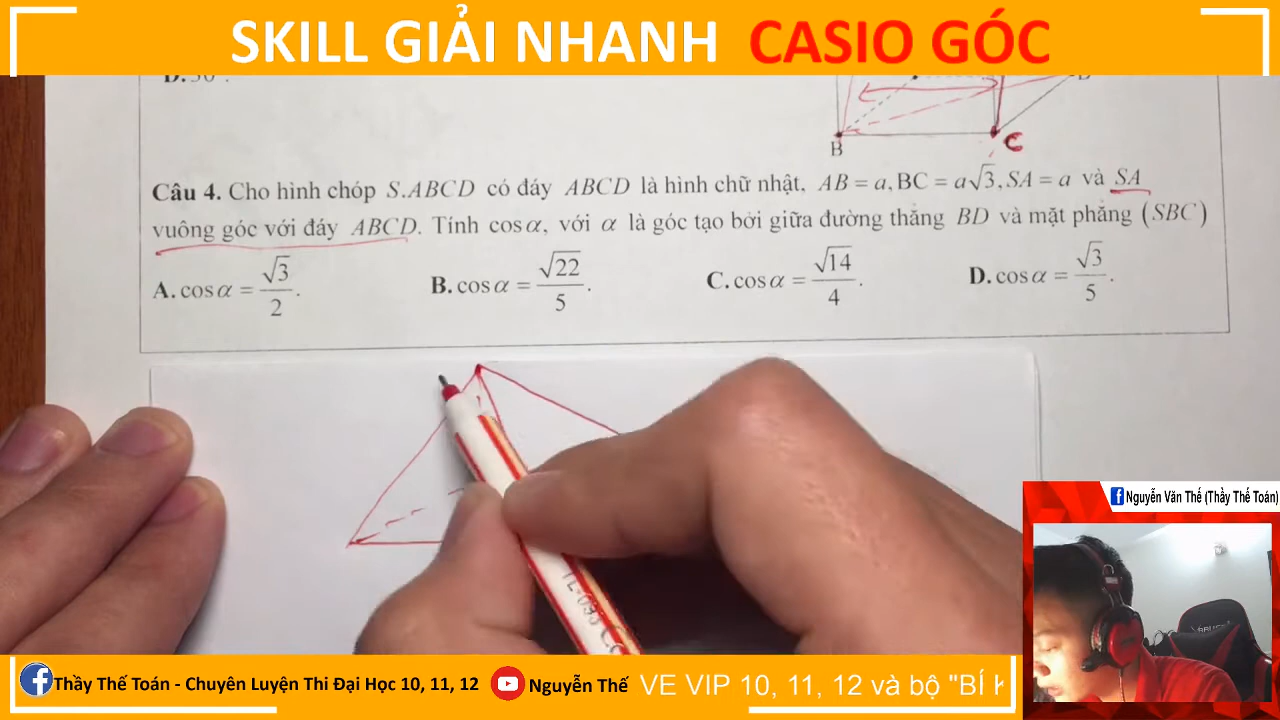 SKILL GIẢI NHANH CASIO GÓC
D.
B
C
Câu 4. Cho hình chóp S.ABCD có đáy ABCD là hình chữ nhật, AB = a, BC = a√3, SA = a và SA
vuông góc với đáy ABCD. Tính cosα, với α là góc tạo bởi giữa đường thẳng BD và mặt phẳng (SBC)
A. cosα = √3/2. B. cosα = √22/5. C. cosα = √14/4. D. cosα = √3/5.
Nguyễn Văn Thế (Thầy Thế Toán)
Thầy Thế Toán - Chuyên Luyện Thi Đại Học 10, 11, 12 Nguyễn Thế VE VIP 10, 11, 12 và bộ "BÍ